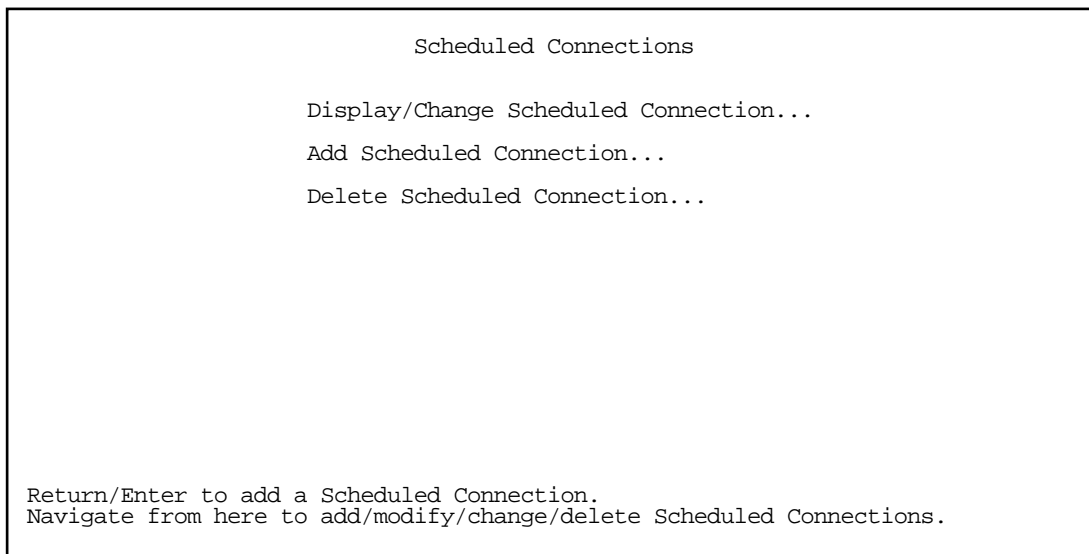 Scheduled Connections
Display/Change Scheduled Connection...
Add Scheduled Connection...
Delete Scheduled Connection...
Return/Enter to add a Scheduled Connection.
Navigate from here to add/modify/change/delete Scheduled Connections.